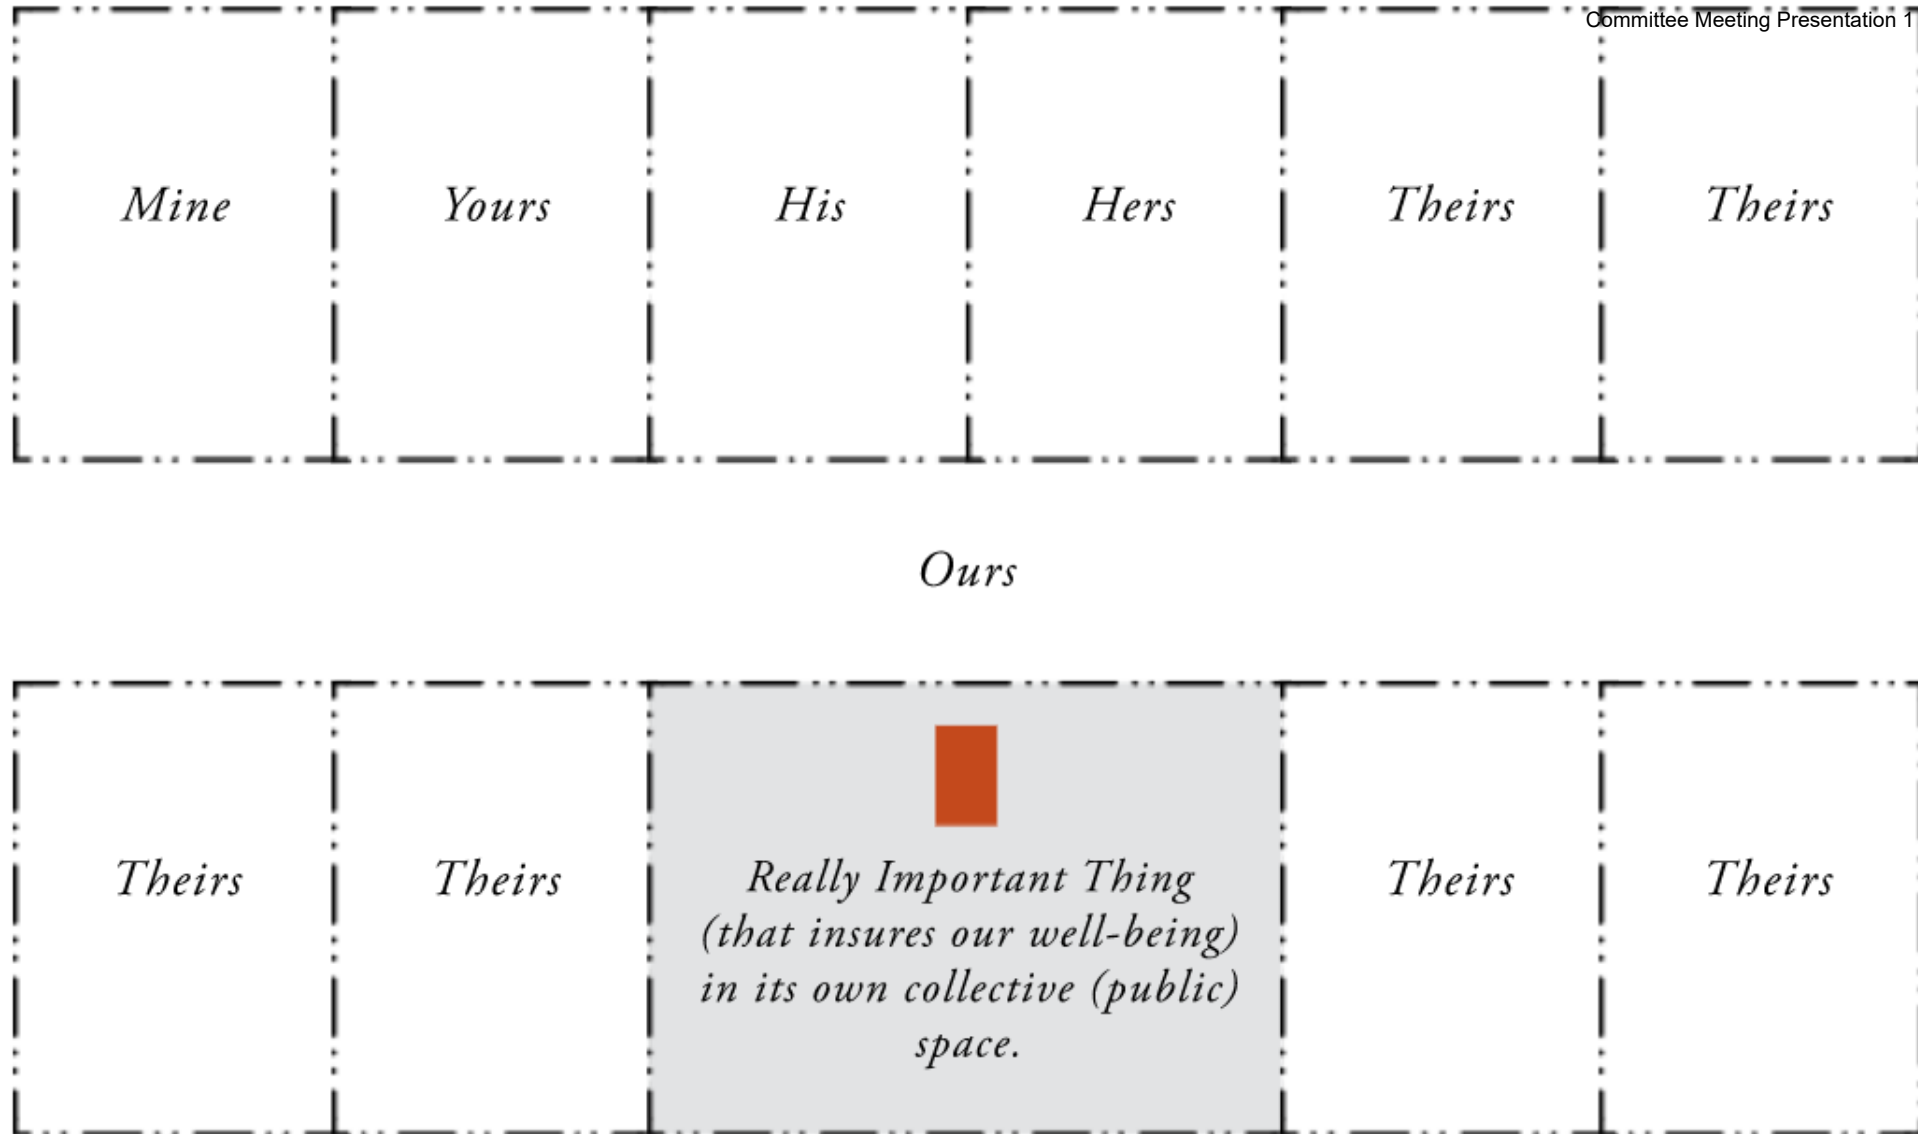 Committee Meeting Presentation 1
Mine
Yours
His
Hers
Theirs
Theirs
Ours
Theirs
Theirs
Really Important Thing
(that insures our well-being)
in its own collective (public)
space.
Theirs
Theirs